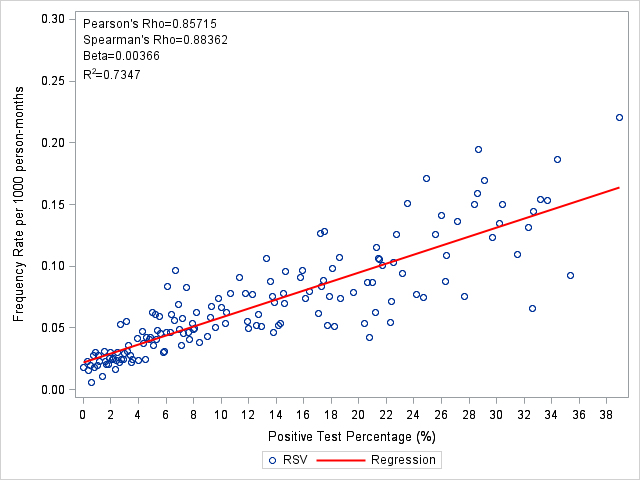 Pearson's Rho=0.85715
Spearman's Rho=0.88362
Beta=0.00366
R²=0.7347
0.30
0.25
0.20
0.15
0.10
0.05
0.00
Frequency Rate per 1000 person-months
0 2 4 6 8 10 12 14 16 18 20 22 24 26 28 30 32 34 36 38
Positive Test Percentage (%)
RSV Regression